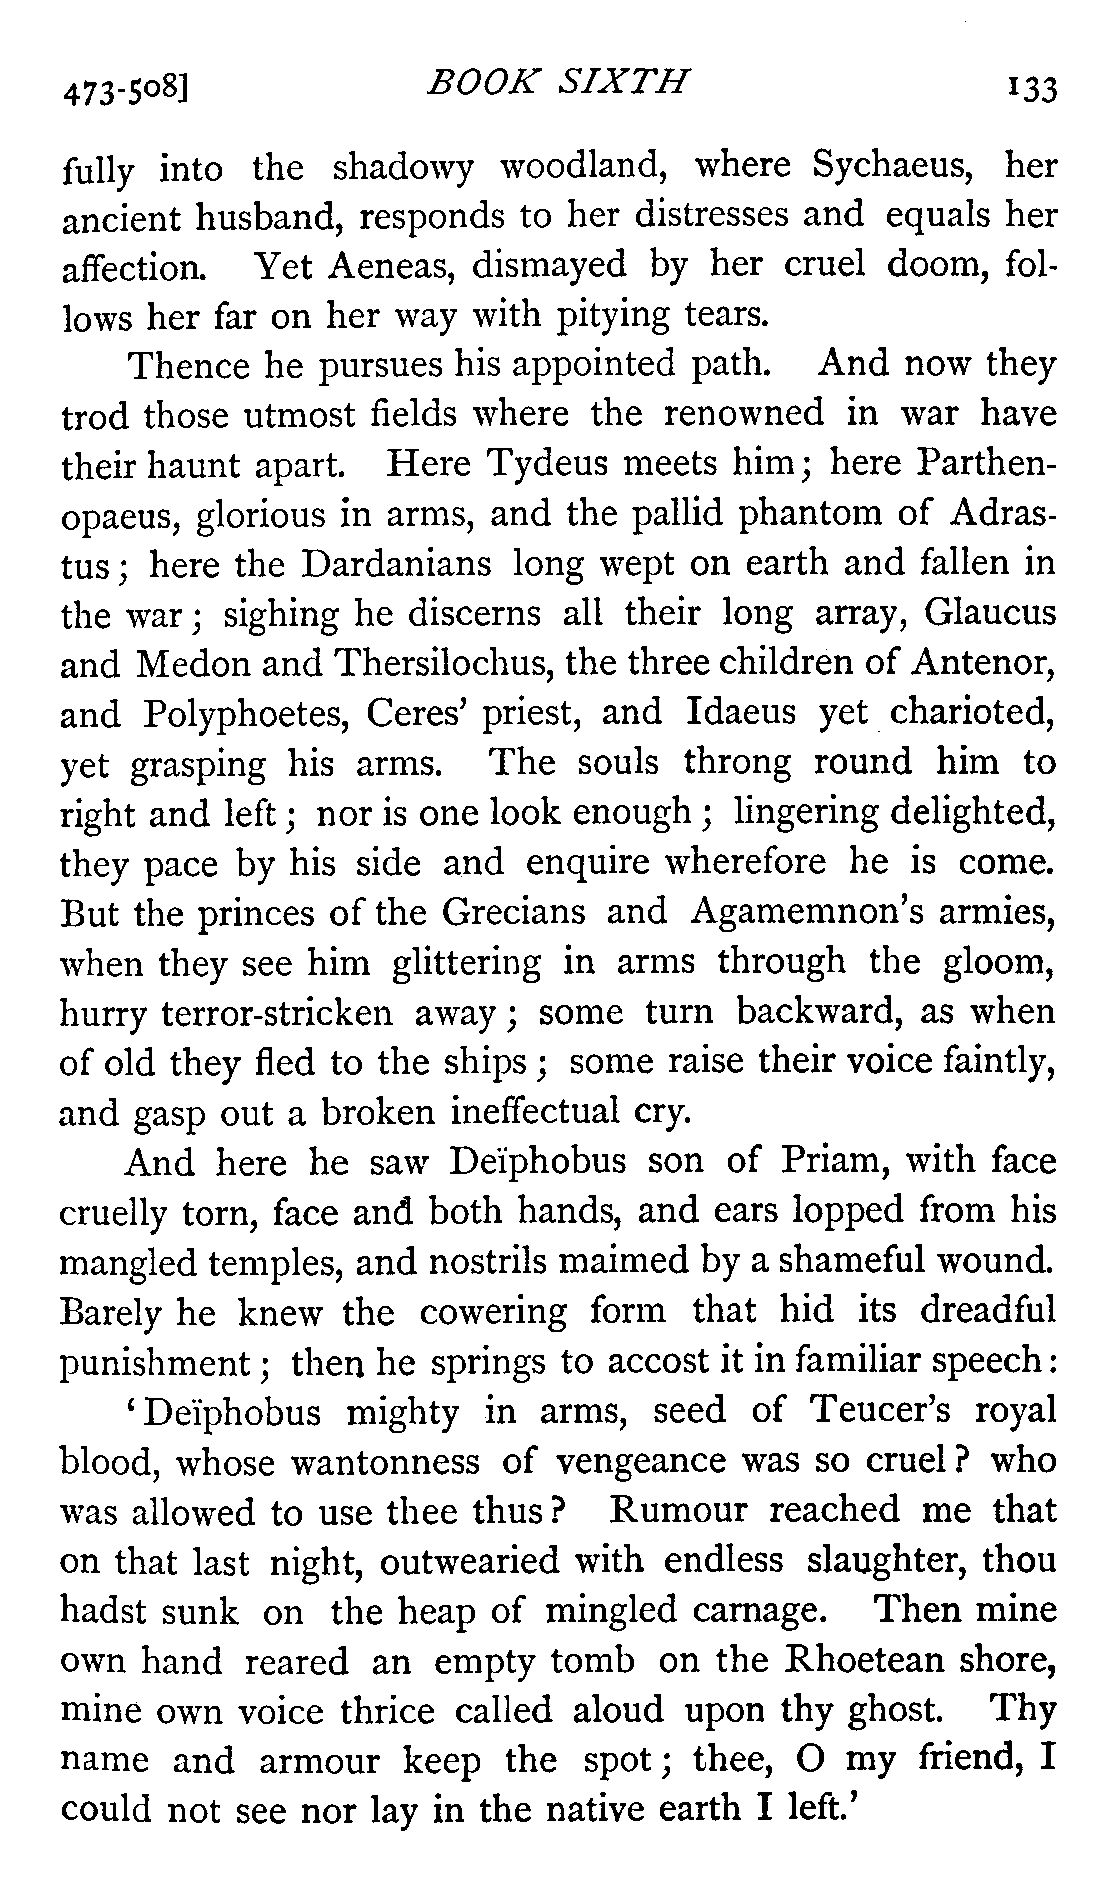 473-508] BOOK SIXTH 133
fully into the shadowy woodland, where Sychaeus, her
ancient husband, responds to her distresses and equals her
affection. Yet Aeneas, dismayed by her cruel doom, fol-
lows her far on her way with pitying tears.
Thence he pursues his appointed path. And now they
trod those utmost fields where the renowned in war have
their haunt apart. Here Tydeus meets him; here Parthen-
opaeus, glorious in arms, and the pallid phantom of Adras-
tus; here the Dardanians long wept on earth and fallen in
the war; sighing he discerns all their long array, Glaucus
and Medon and Thersilochus, the three children of Antenor,
and Polyphoetes, Ceres' priest, and Idaeus yet charioted,
yet grasping his arms. The souls throng round him to
right and left; nor is one look enough; lingering delighted,
they pace by his side and enquire wherefore he is come.
But the princes of the Grecians and Agamemnon's armies,
when they see him glittering in arms through the gloom,
hurry terror-stricken away; some turn backward, as when
of old they fled to the ships; some raise their voice faintly,
and gasp out a broken ineffectual cry.
And here he saw Deïphobus son of Priam, with face
cruelly torn, face and both hands, and ears lopped from his
mangled temples, and nostrils maimed by a shameful wound.
Barely he knew the cowering form that hid its dreadful
punishment; then he springs to accost it in familiar speech:
'Deïphobus mighty in arms, seed of Teucer's royal
blood, whose wantonness of vengeance was so cruel? who
was allowed to use thee thus? Rumour reached me that
on that last night, outwearied with endless slaughter, thou
hadst sunk on the heap of mingled carnage. Then mine
own hand reared an empty tomb on the Rhoetean shore,
mine own voice thrice called aloud upon thy ghost. Thy
name and armour keep the spot; thee, O my friend, I
could not see nor lay in the native earth I left.'